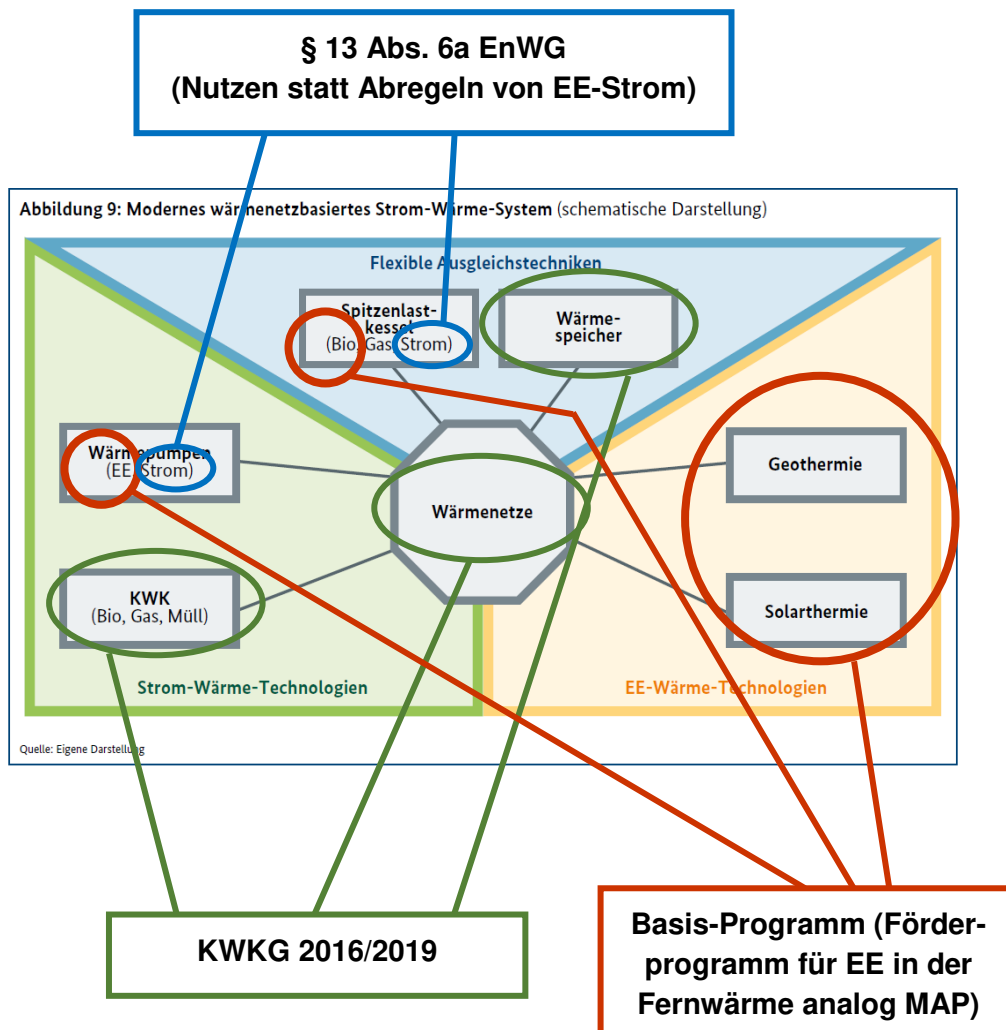 § 13 Abs. 6a EnWG
(Nutzen statt Abregeln von EE-Strom)
Abbildung 9: Modernes wärmenetzbasiertes Strom-Wärme-System (schematische Darstellung)
Flexible Ausgleichstechniken
Spitzenlast-
kessel
(Bio, Gas, Strom)
Wärme-
speicher
Wärmepumpen
(EE, Strom)
Geothermie
Wärmenetze
KWK
(Bio, Gas, Müll)
Solarthermie
Strom-Wärme-Technologien
EE-Wärme-Technologien
Quelle: Eigene Darstellung
KWKG 2016/2019
Basis-Programm (Förder-
programm für EE in der
Fernwärme analog MAP)